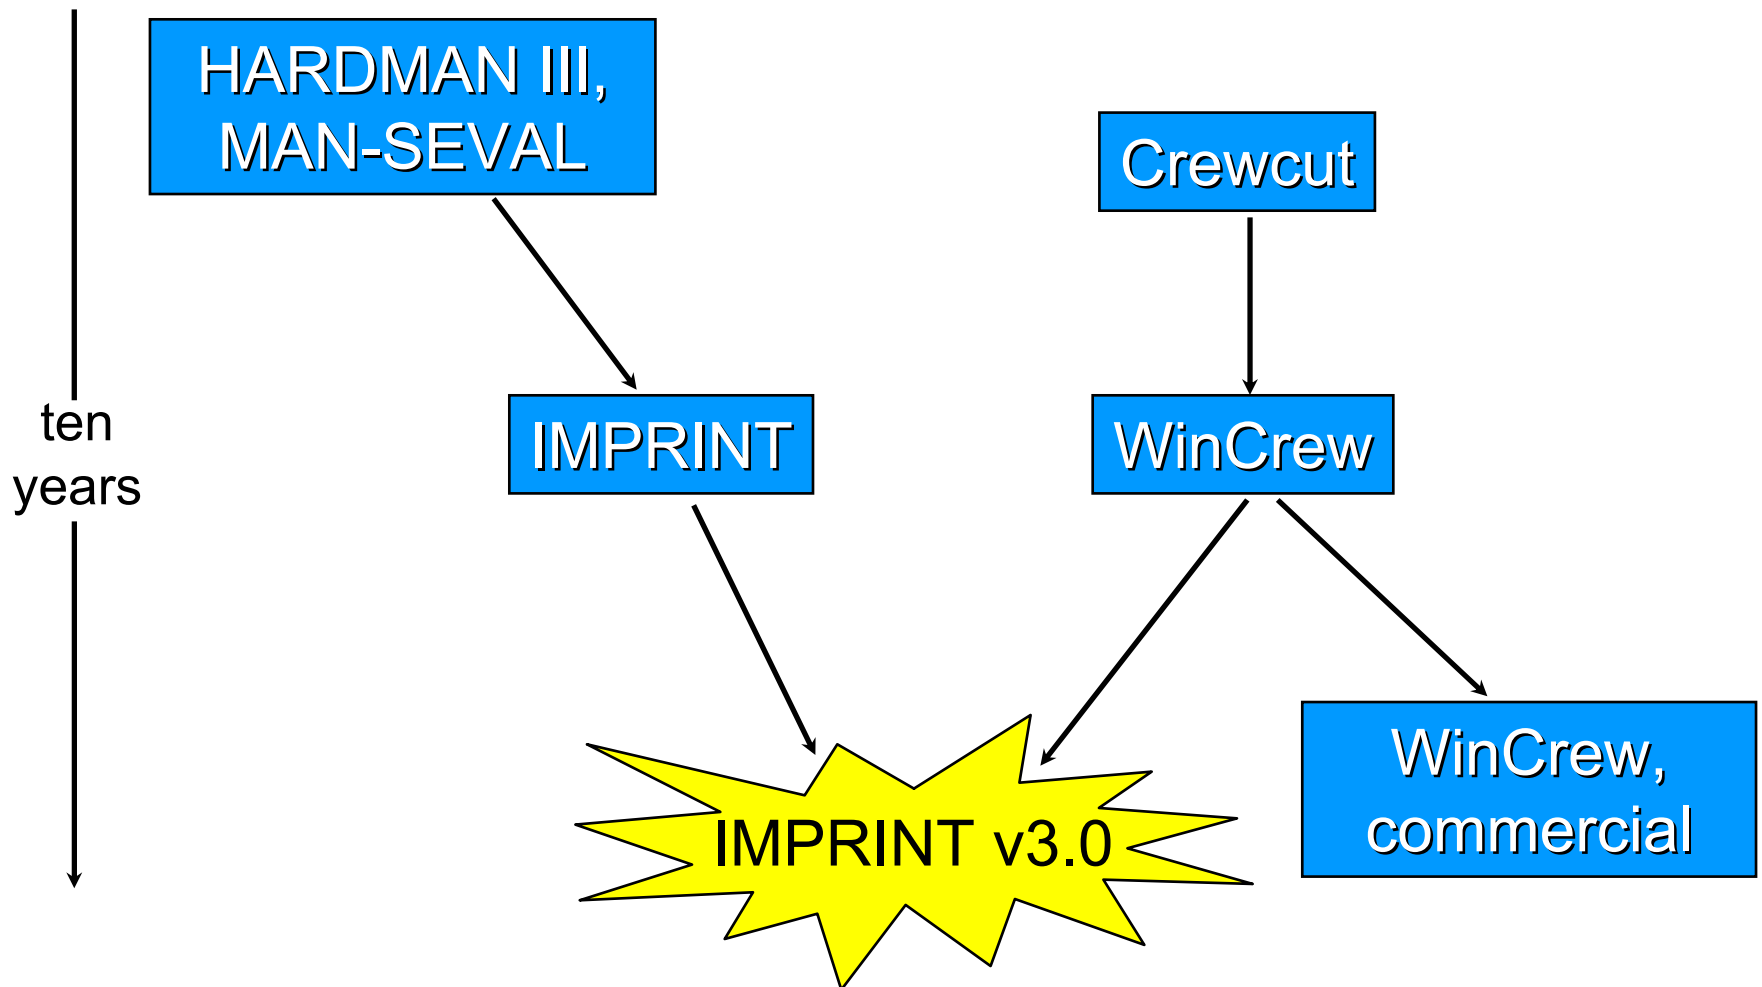 HARDMAN III,
MAN-SEVAL
Crewcut
ten
years
IMPRINT
WinCrew
IMPRINT v3.0
WinCrew,
commercial